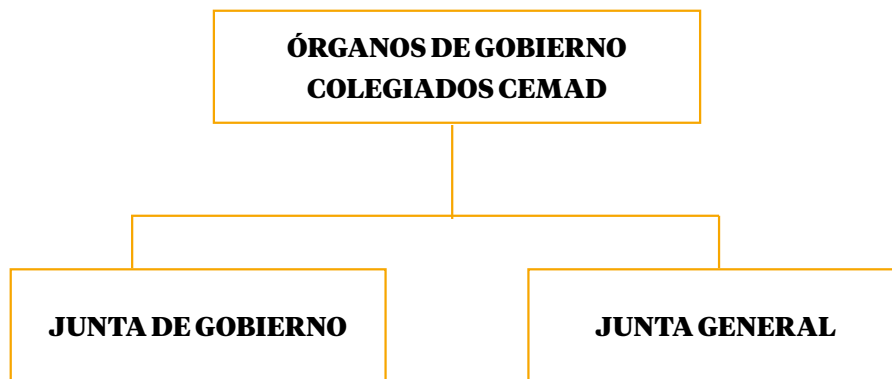 ÓRGANOS DE GOBIERNO
COLEGIADOS CEMAD
JUNTA DE GOBIERNO
JUNTA GENERAL